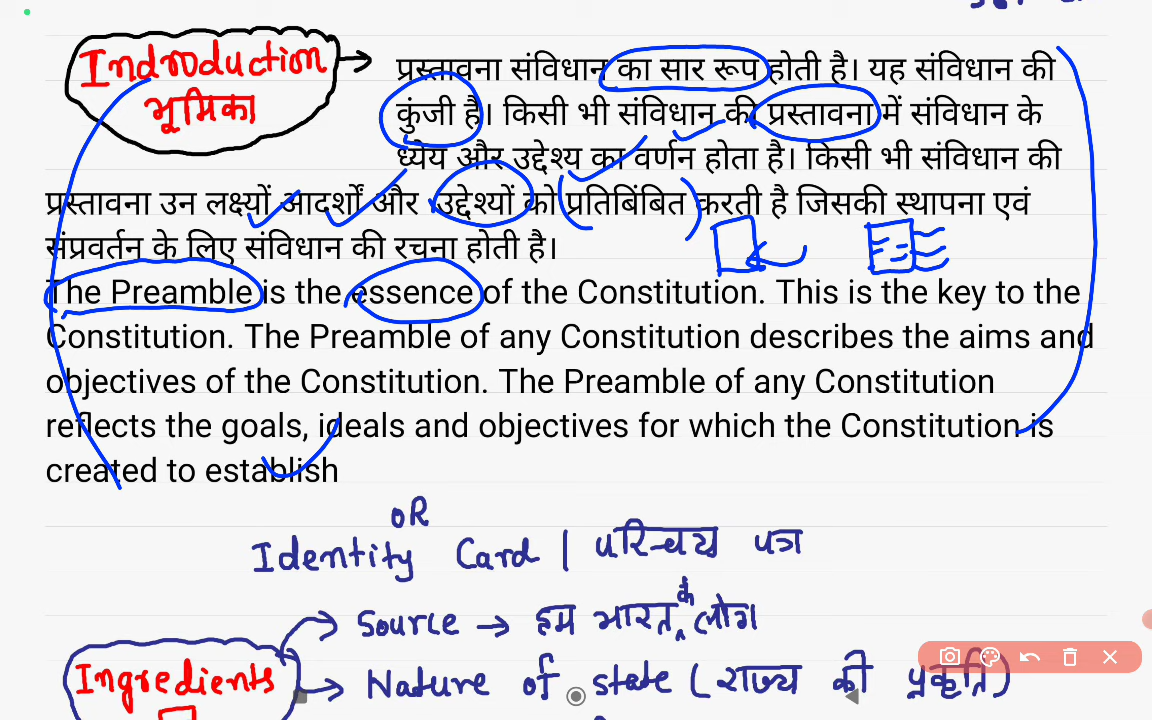 Indroduction
भूमिका
प्रस्तावना संविधान का सार रूप होती है। यह संविधान की
कुंजी है। किसी भी संविधान की प्रस्तावना में संविधान के
ध्येय और उद्देश्य का वर्णन होता है। किसी भी संविधान की
प्रस्तावना उन लक्ष्यों आदर्शों और उद्देश्यों को प्रतिबिंबित करती है जिसकी स्थापना एवं
संप्रवर्तन के लिए संविधान की रचना होती है।
The Preamble is the essence of the Constitution. This is the key to the
Constitution. The Preamble of any Constitution describes the aims and
objectives of the Constitution. The Preamble of any Constitution
reflects the goals, ideals and objectives for which the Constitution is
created to establish
OR
Identity Card | परिचय पत्र
Source → हम भारत के लोग
Ingredients
→ Nature of state (राज्य की प्रकृति)